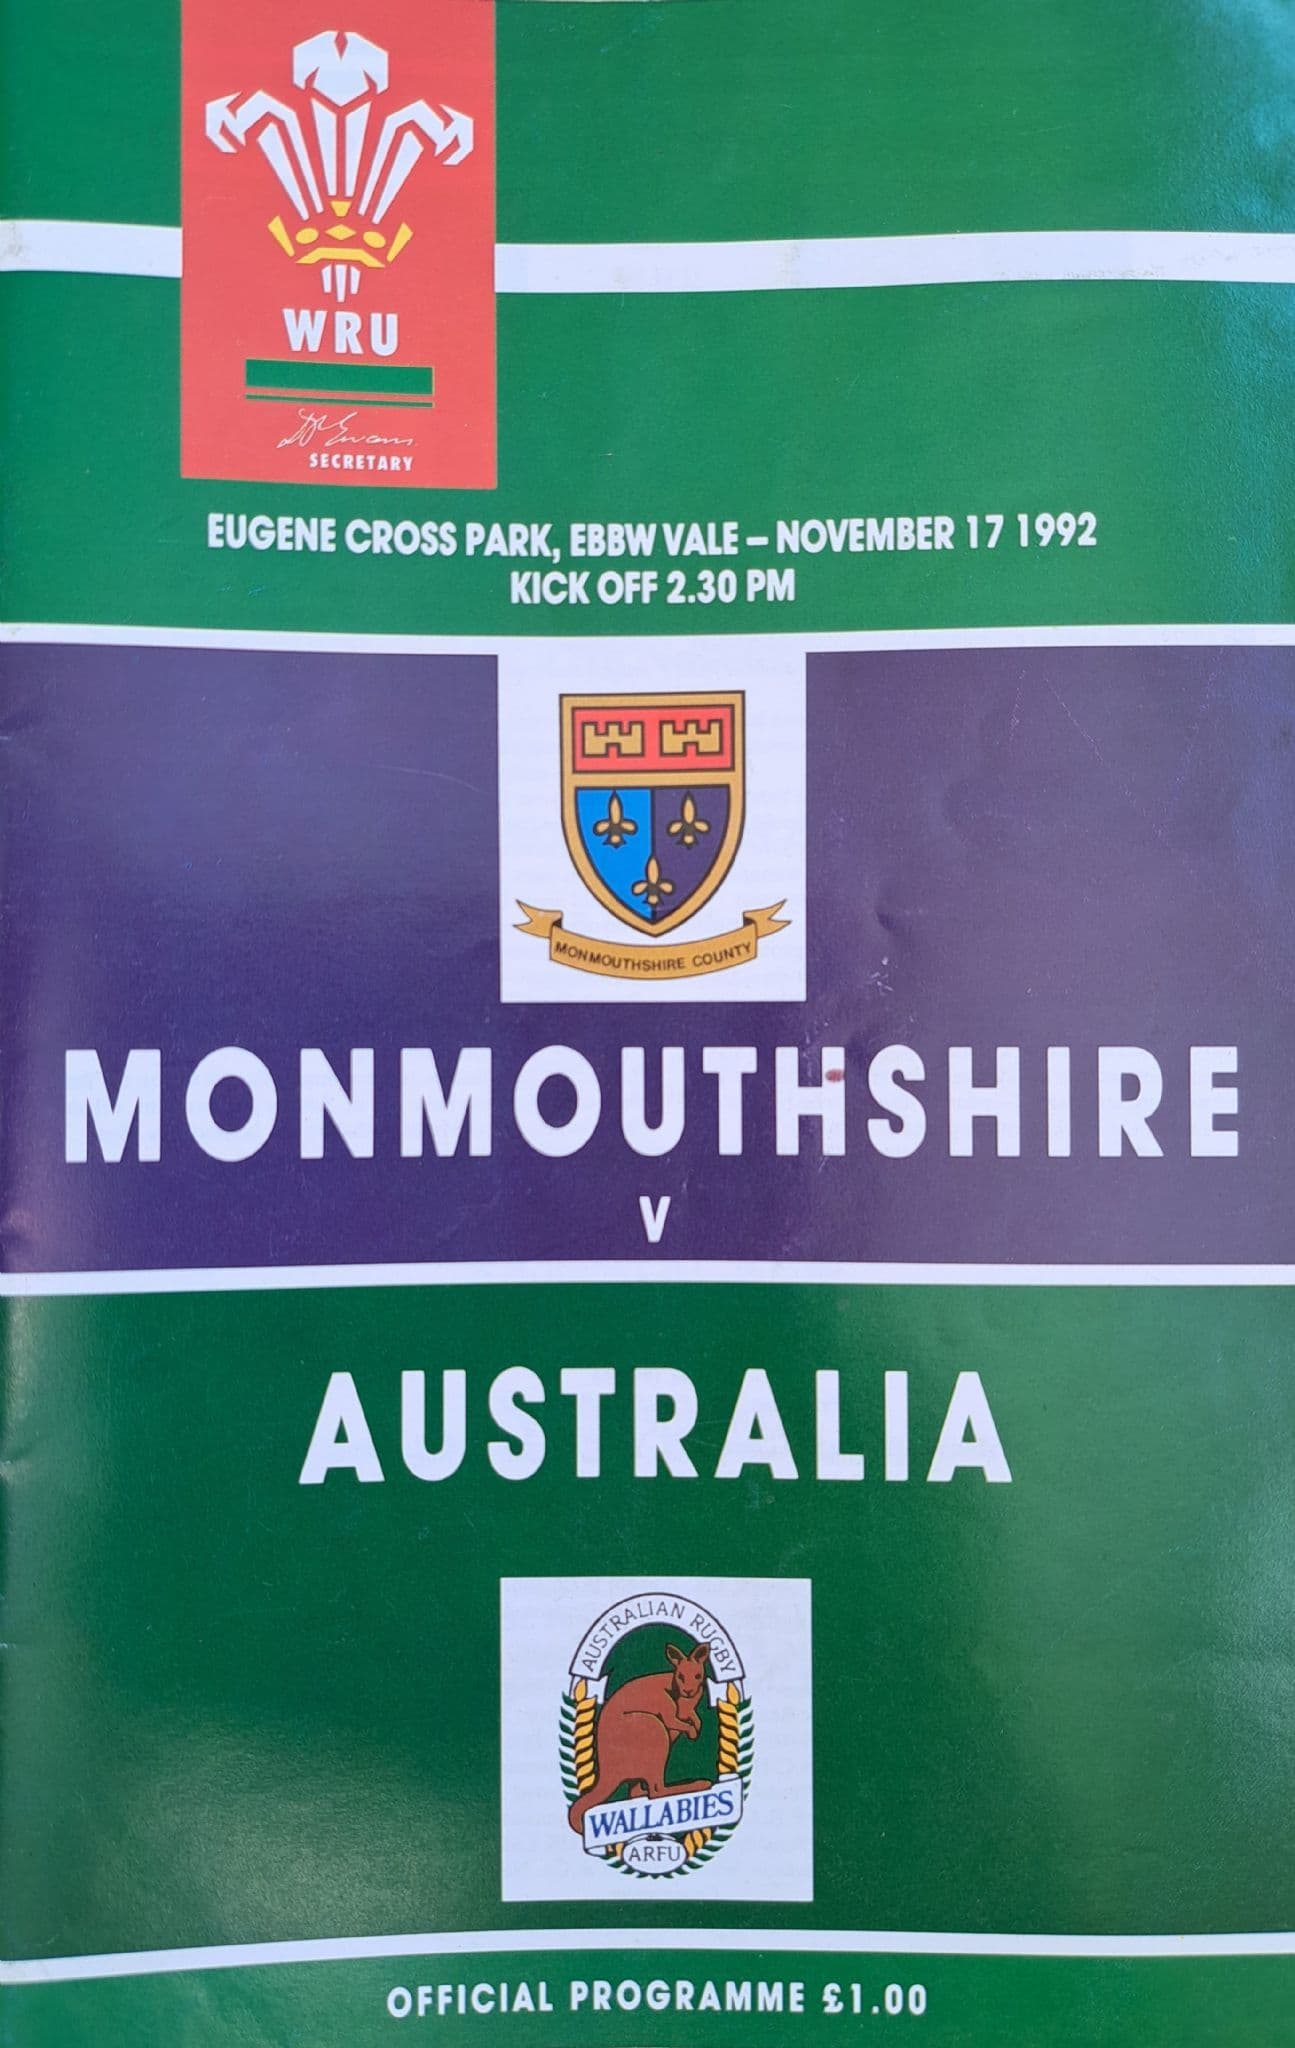 WRU
D P Evans.
SECRETARY
EUGENE CROSS PARK, EBBW VALE – NOVEMBER 17 1992
KICK OFF 2.30 PM
MONMOUTHSHIRE COUNTY
MONMOUTHSHIRE
V
AUSTRALIA
AUSTRALIAN RUGBY
WALLABIES
ARFU
OFFICIAL PROGRAMME £1.00